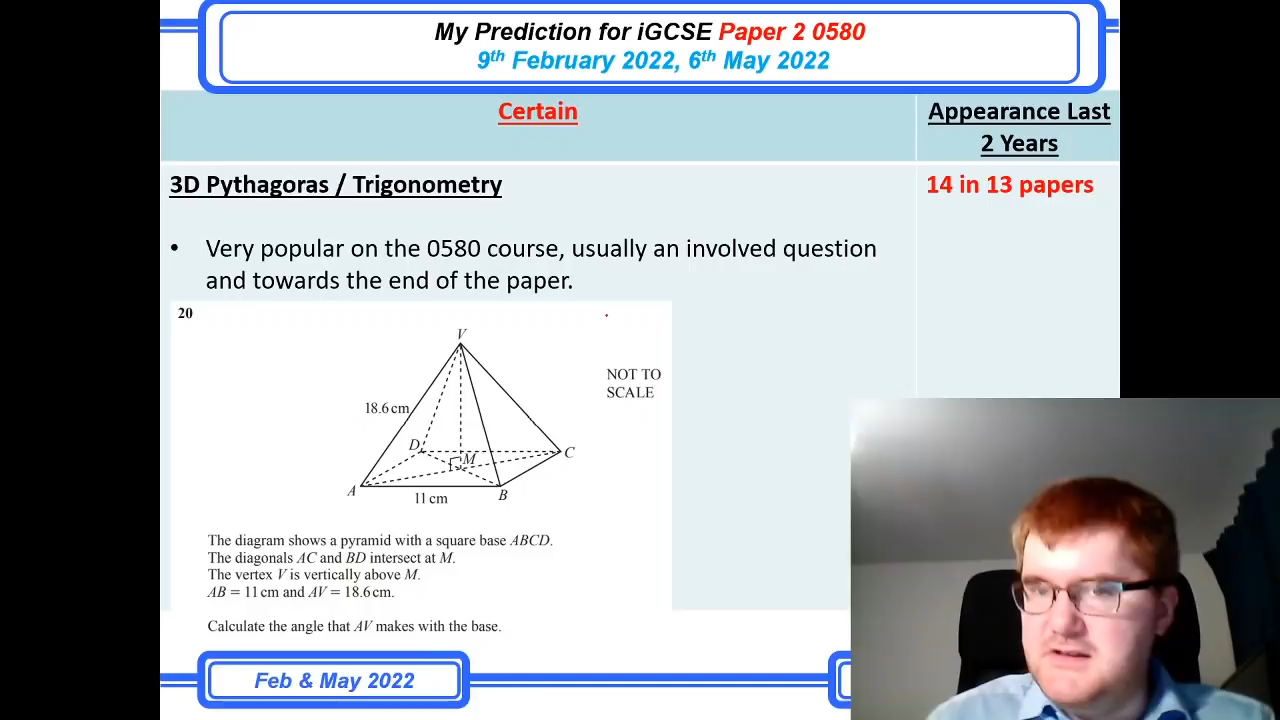 My Prediction for iGCSE Paper 2 0580
9th February 2022, 6th May 2022
Certain
Appearance Last
2 Years
3D Pythagoras / Trigonometry
14 in 13 papers
• Very popular on the 0580 course, usually an involved question
and towards the end of the paper.
20
V
NOT TO
SCALE
18.6 cm
D
M
C
A
B
11 cm
The diagram shows a pyramid with a square base ABCD.
The diagonals AC and BD intersect at M.
The vertex V is vertically above M.
AB = 11 cm and AV = 18.6 cm.
Calculate the angle that AV makes with the base.
Feb & May 2022